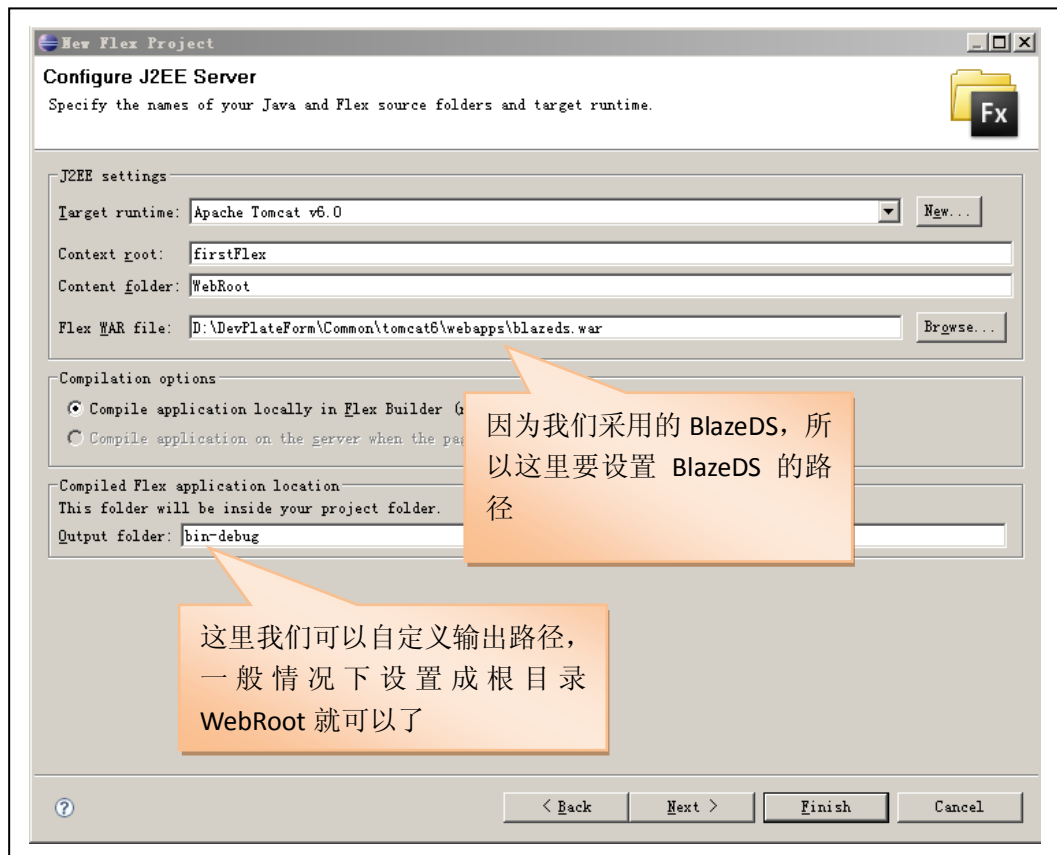 New Flex Project
Configure J2EE Server
Specify the names of your Java and Flex source folders and target runtime.
Fx
J2EE settings
Target runtime: Apache Tomcat v6.0 New...
Context root: firstFlex
Content folder: WebRoot
Flex WAR file: D:\DevPlateForm\Common\tomcat6\webapps\blazeds.war Browse...
Compilation options
Compile application locally in Flex Builder
Compile application on the server when the
因为我们采用的 BlazeDS，所
以这里要设置 BlazeDS 的路
径
Compiled Flex application location
This folder will be inside your project folder.
Output folder: bin-debug
这里我们可以自定义输出路径，
一般情况下设置成根目录
WebRoot 就可以了
? < Back Next > Finish Cancel